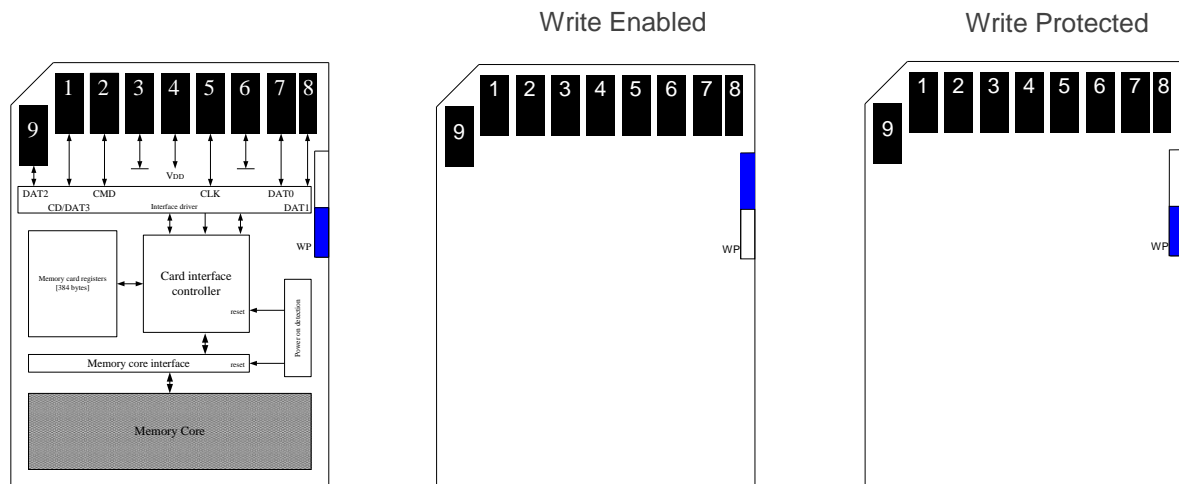 Write Enabled
Write Protected
1 2 3 4 5 6 7 8
9
VDD
DAT2 CMD CLK DAT0
CD/DAT3 Interface driver DAT1
WP
Memory card registers
[384 bytes]
Card interface
controller
reset
Power on detection
Memory core interface reset
Memory Core
1 2 3 4 5 6 7 8
9
WP
1 2 3 4 5 6 7 8
9
WP